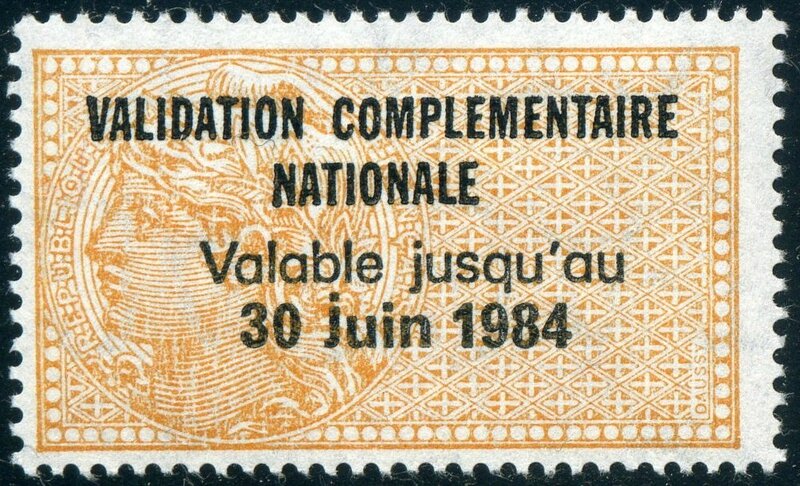 VALIDATION COMPLEMENTAIRE
NATIONALE
Valable jusqu'au
30 juin 1984